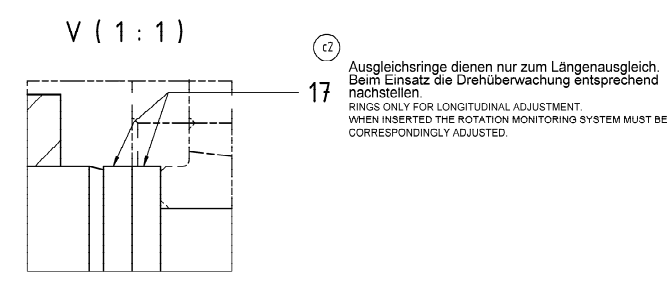 V ( 1 : 1 )
c2
Ausgleichsringe dienen nur zum Längenausgleich.
Beim Einsatz die Drehüberwachung entsprechend
nachstellen.
17
RINGS ONLY FOR LONGITUDINAL ADJUSTMENT.
WHEN INSERTED THE ROTATION MONITORING SYSTEM MUST BE
CORRESPONDINGLY ADJUSTED.